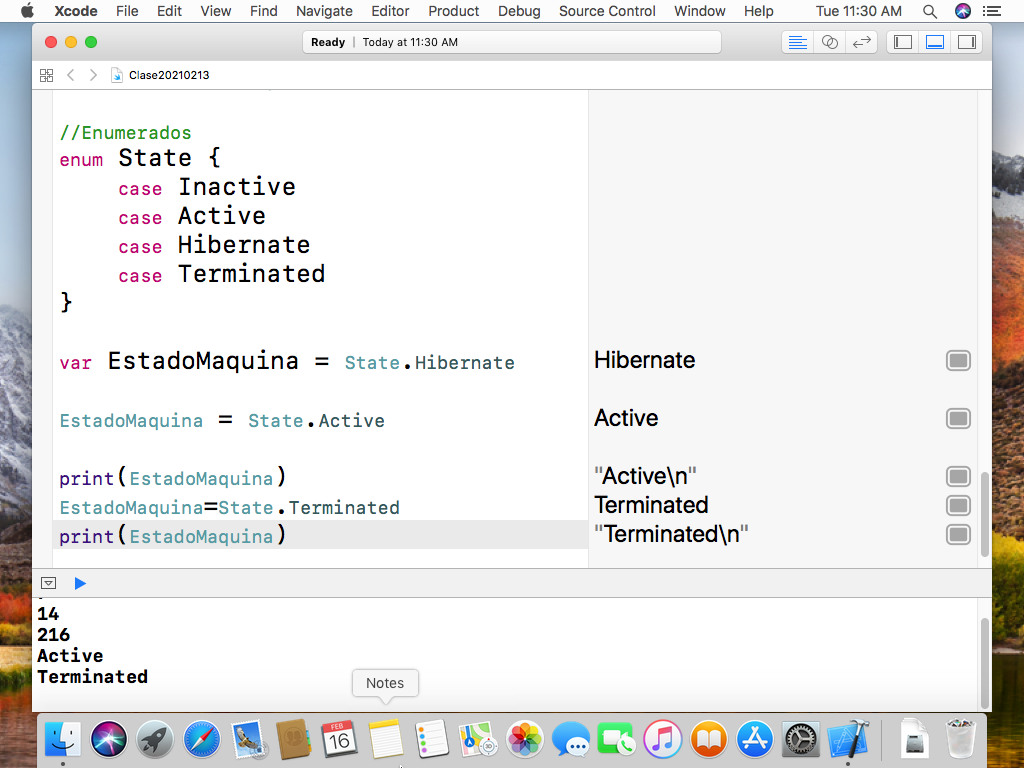 Xcode File Edit View Find Navigate Editor Product Debug Source Control Window Help Tue 11:30 AM
Ready | Today at 11:30 AM
Clase20210213
//Enumerados
enum State {
case Inactive
case Active
case Hibernate
case Terminated
}
var EstadoMaquina = State.Hibernate Hibernate
EstadoMaquina = State.Active Active
print(EstadoMaquina) "Active\n"
EstadoMaquina=State.Terminated Terminated
print(EstadoMaquina) "Terminated\n"
14
216
Active
Terminated
Notes
FEB
16